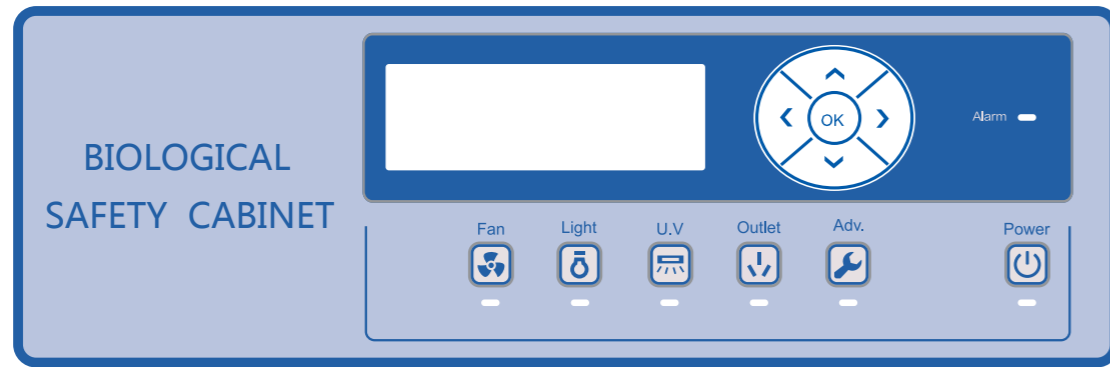 BIOLOGICAL
SAFETY CABINET
OK
Alarm
Fan Light U.V Outlet Adv. Power